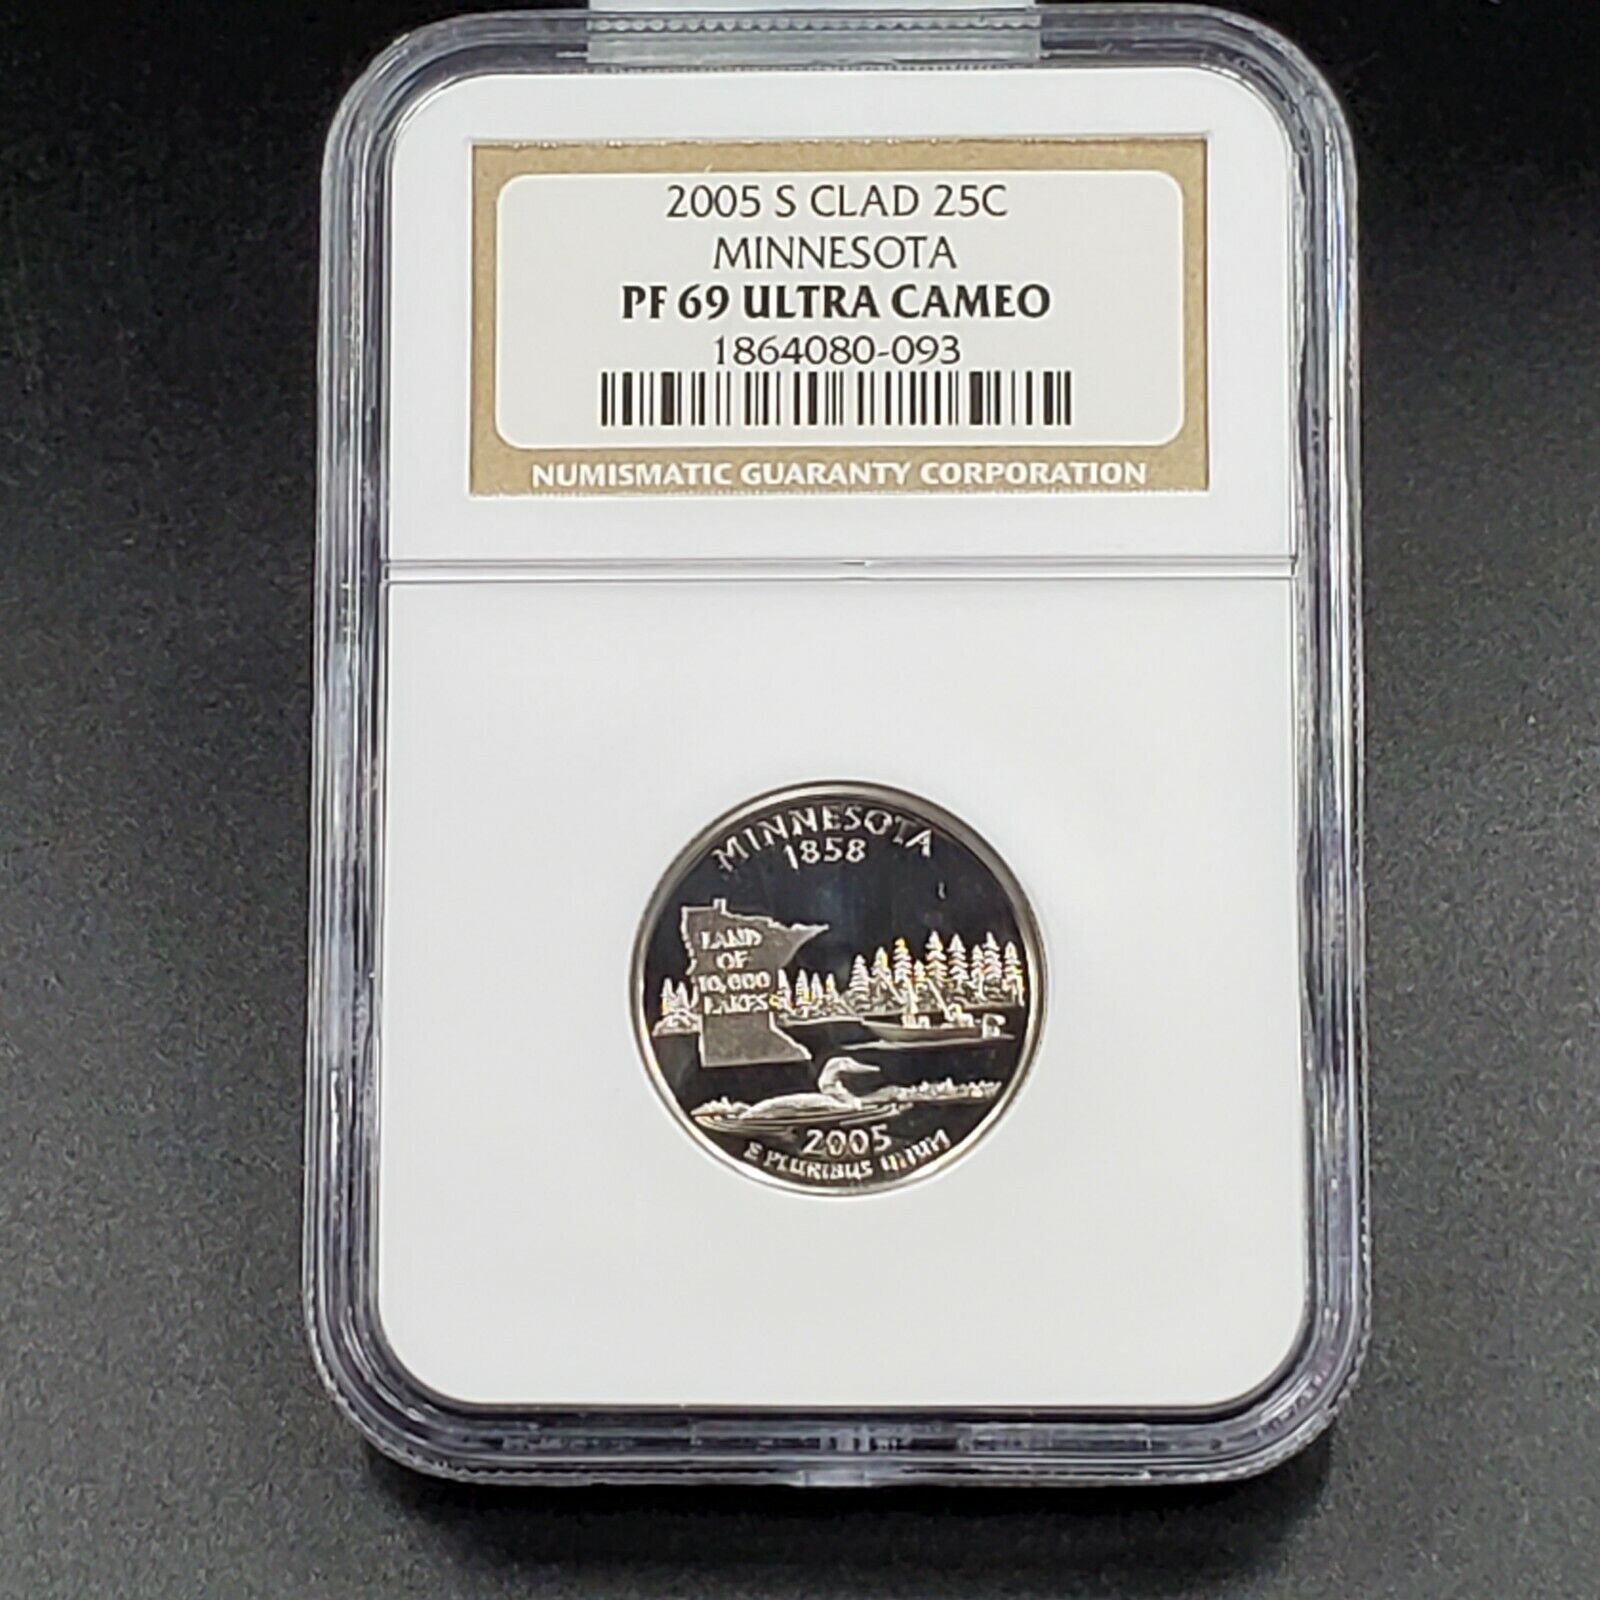 2005 S CLAD 25C
MINNESOTA
PF 69 ULTRA CAMEO
1864080-093
NUMISMATIC GUARANTY CORPORATION
MINNESOTA
1858
LAND
OF
10,000
LAKES
2005
E PLURIBUS UNUM